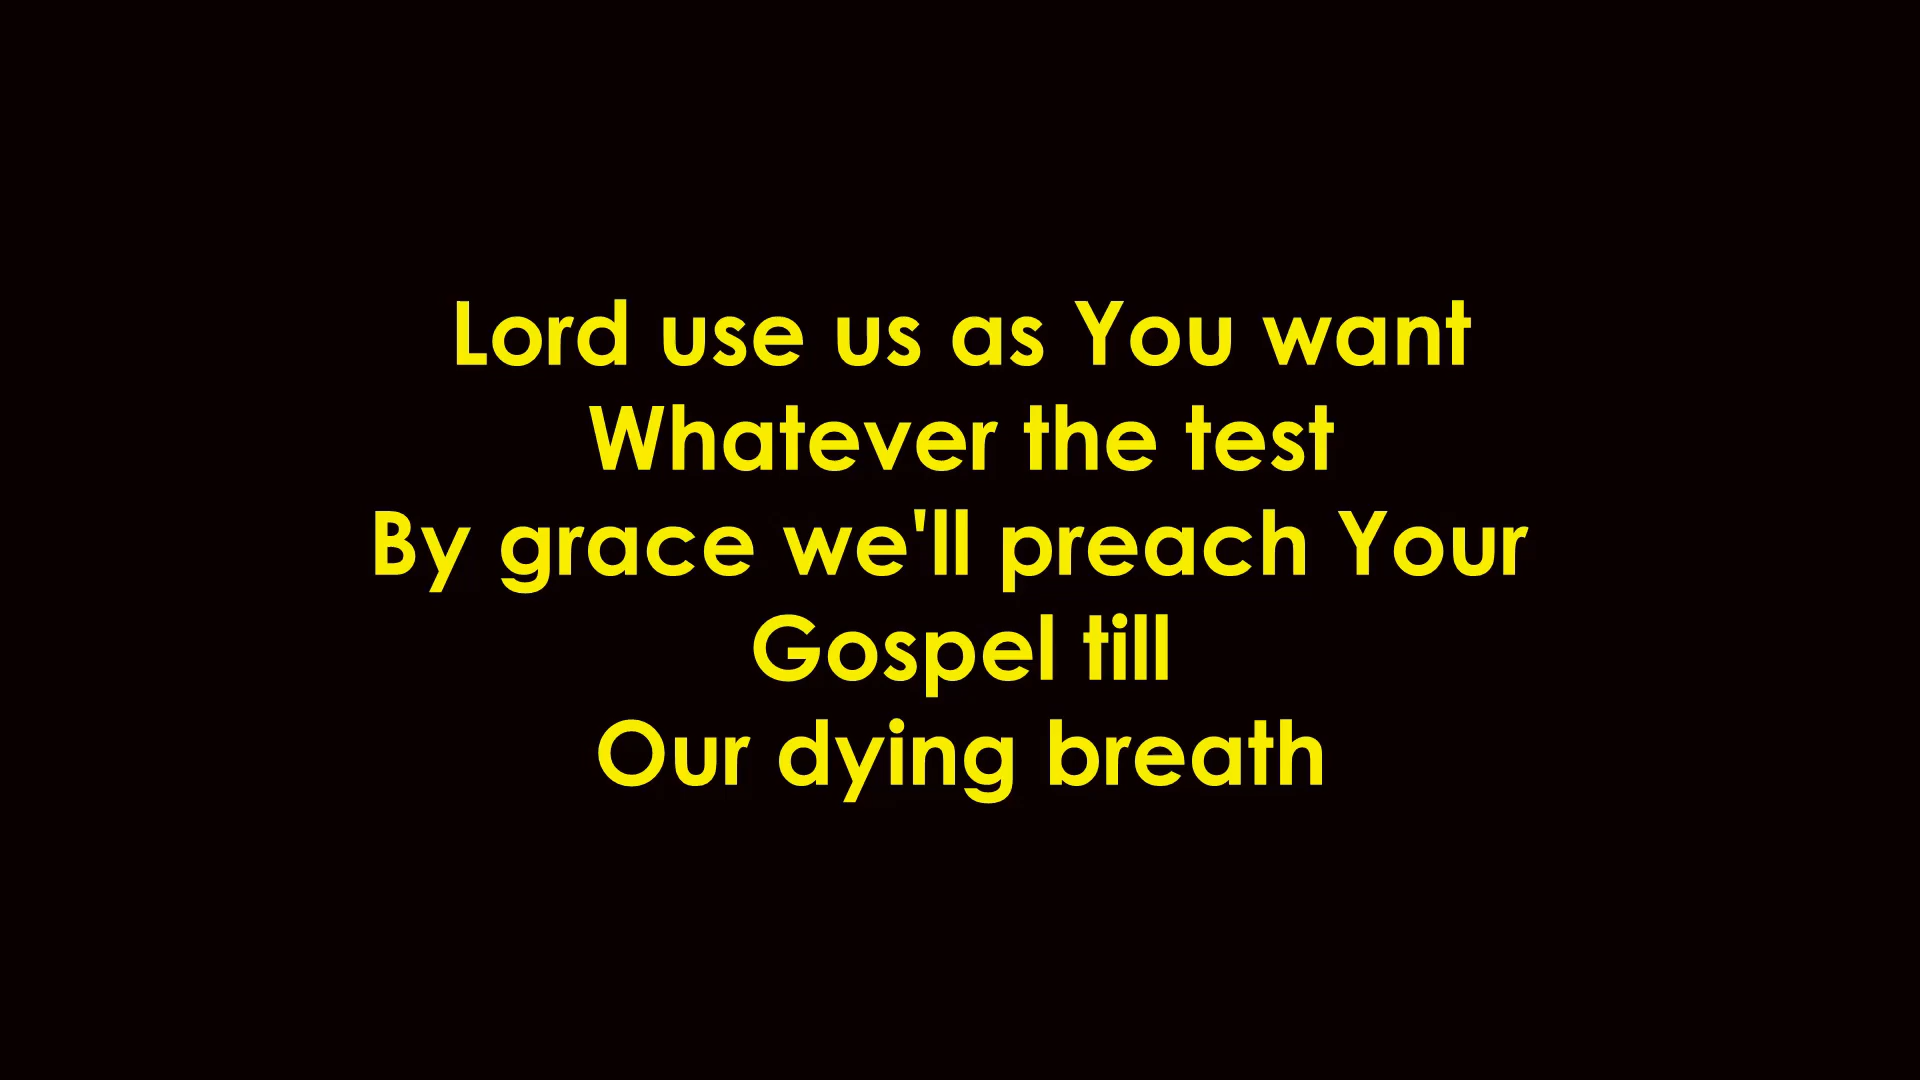 Lord use us as You want
Whatever the test
By grace we'll preach Your
Gospel till
Our dying breath